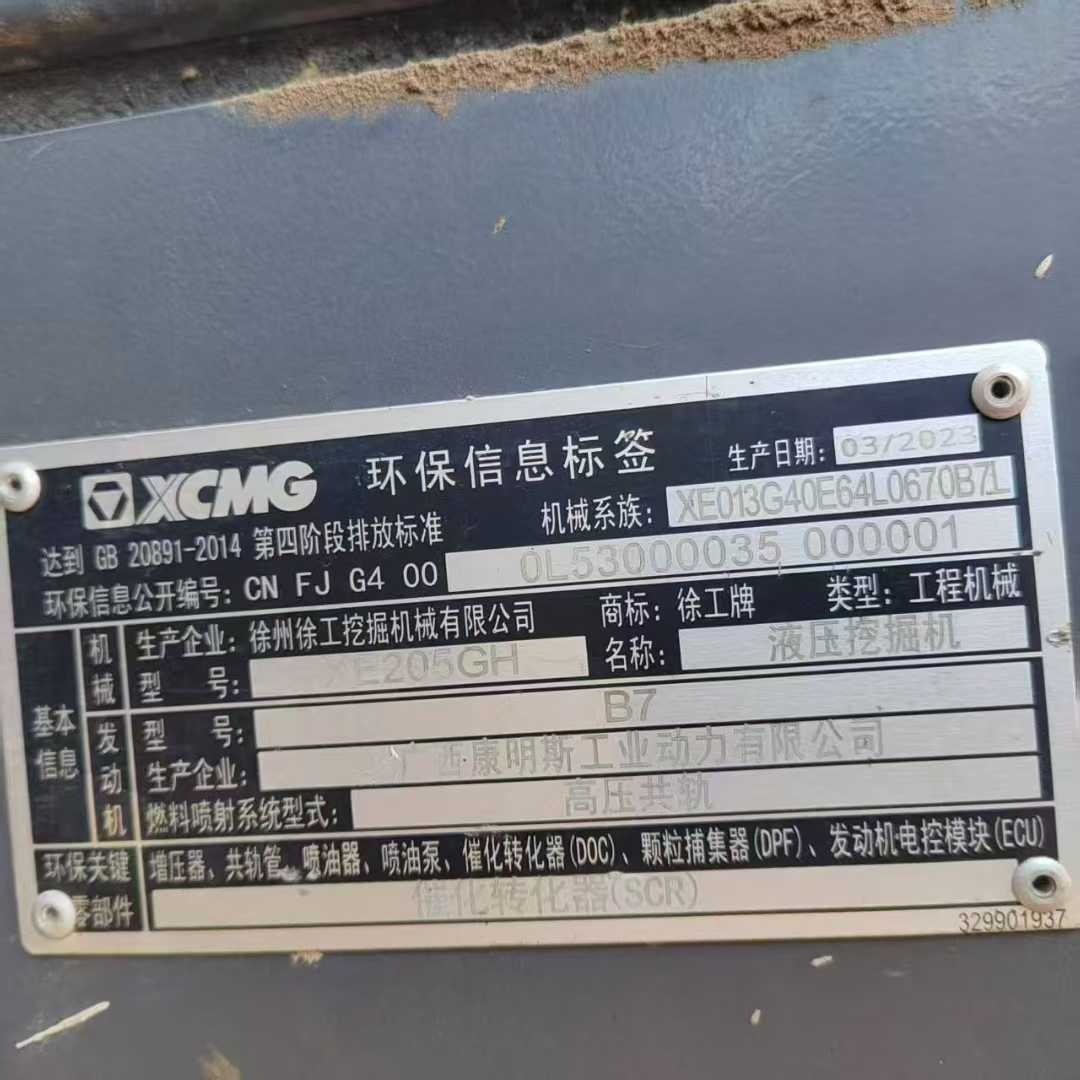 XCMG 环保信息标签 生产日期: 03/2023
达到 GB 20891-2014 第四阶段排放标准 机械系族: XE013G40E64L0670B7L
环保信息公开编号: CN FJ G4 00 0L53000035 000001
基本信息
机械
生产企业: 徐州徐工挖掘机械有限公司 商标: 徐工牌 类型: 工程机械
型 号: XE205GH 名称: 液压挖掘机
发动机
型 号: B7
生产企业: 广西康明斯工业动力有限公司
燃料喷射系统型式: 高压共轨
环保关键零部件
增压器、共轨管、喷油器、喷油泵、催化转化器(DOC)、颗粒捕集器(DPF)、发动机电控模块(ECU)
催化转化器(SCR)
329901937